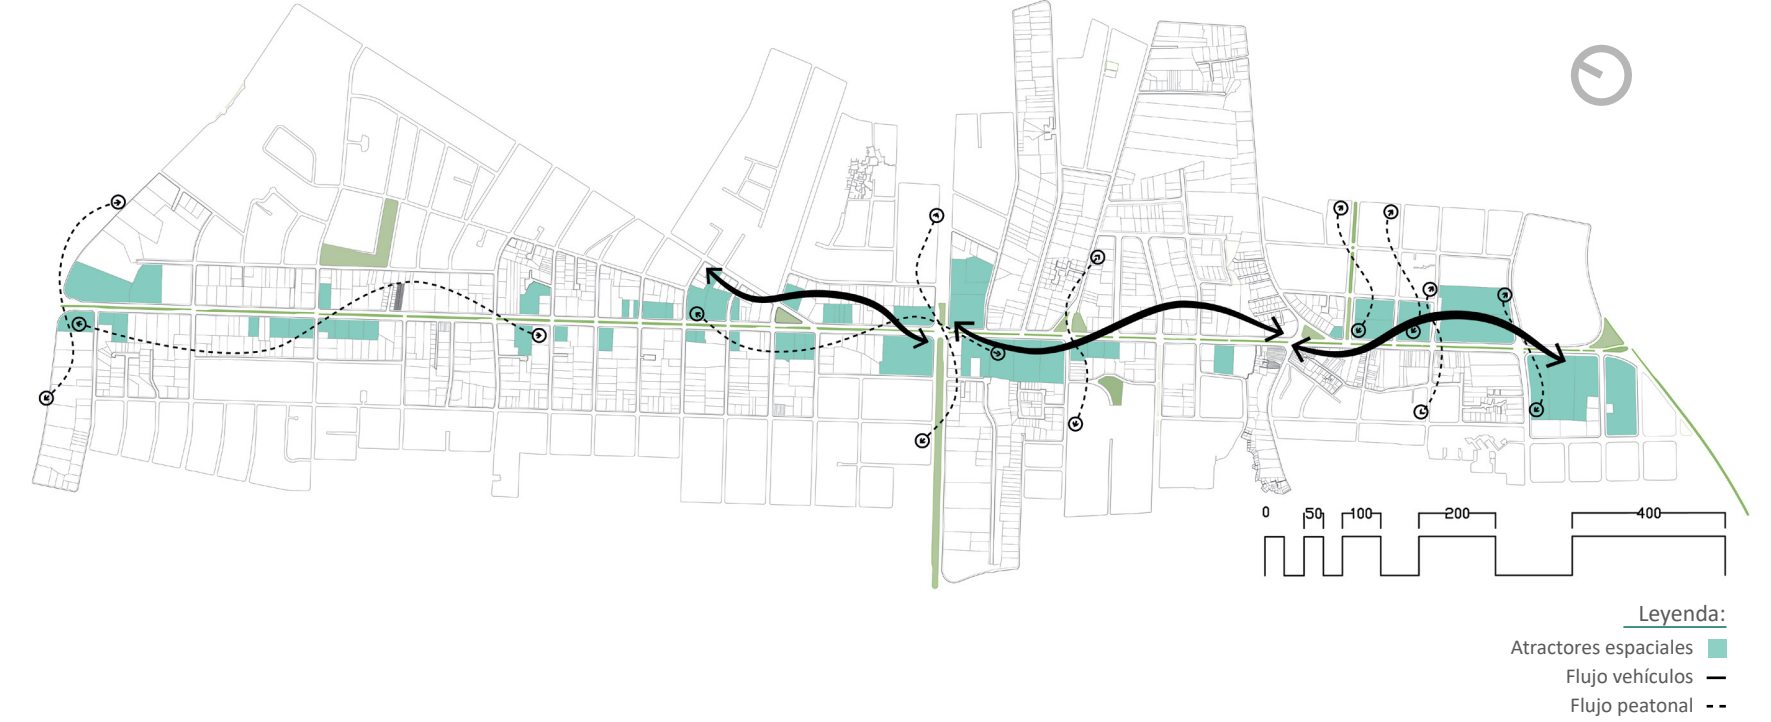 0 50 100 200 400
Leyenda:
Atractores espaciales
Flujo vehículos
Flujo peatonal